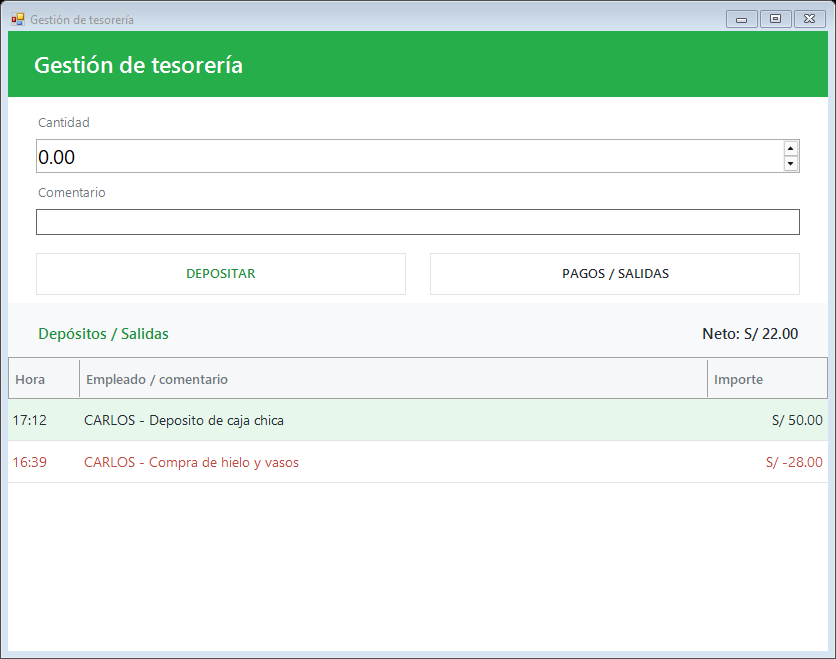 Gestión de tesorería
Gestión de tesorería
Cantidad
0.00
Comentario
DEPOSITAR PAGOS / SALIDAS
Depósitos / Salidas Neto: S/ 22.00
Hora Empleado / comentario Importe
17:12 CARLOS - Deposito de caja chica S/ 50.00
16:39 CARLOS - Compra de hielo y vasos S/ -28.00